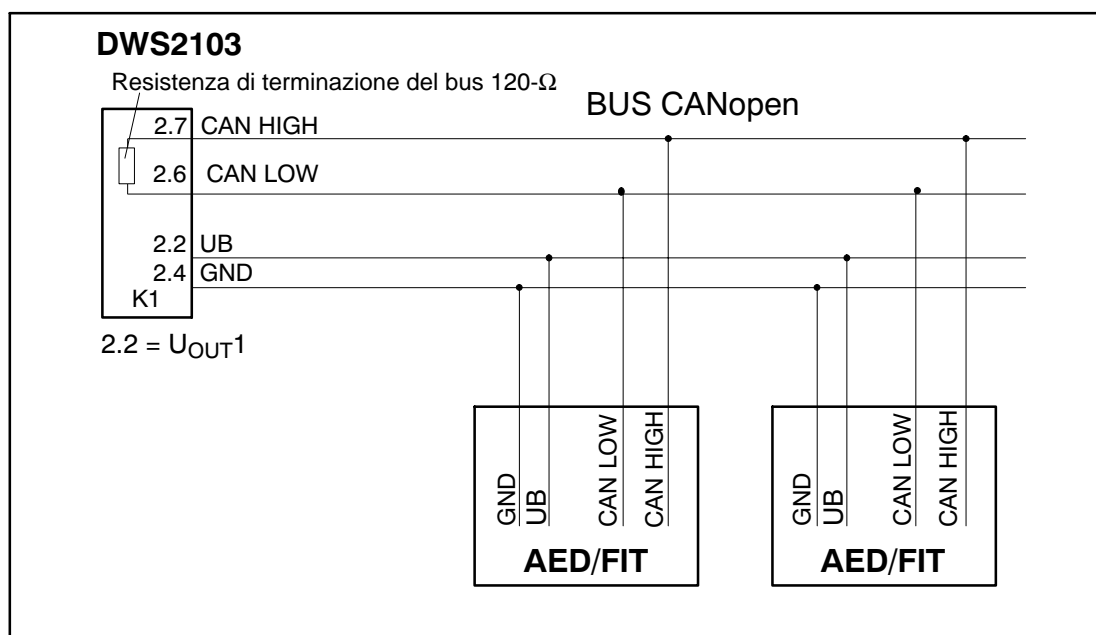 DWS2103
Resistenza di terminazione del bus 120-Ω
BUS CANopen
2.7 CAN HIGH
2.6 CAN LOW
2.2 UB
2.4 GND
K1
2.2 = UOUT1
GND
UB
CAN LOW
CAN HIGH
AED/FIT
GND
UB
CAN LOW
CAN HIGH
AED/FIT